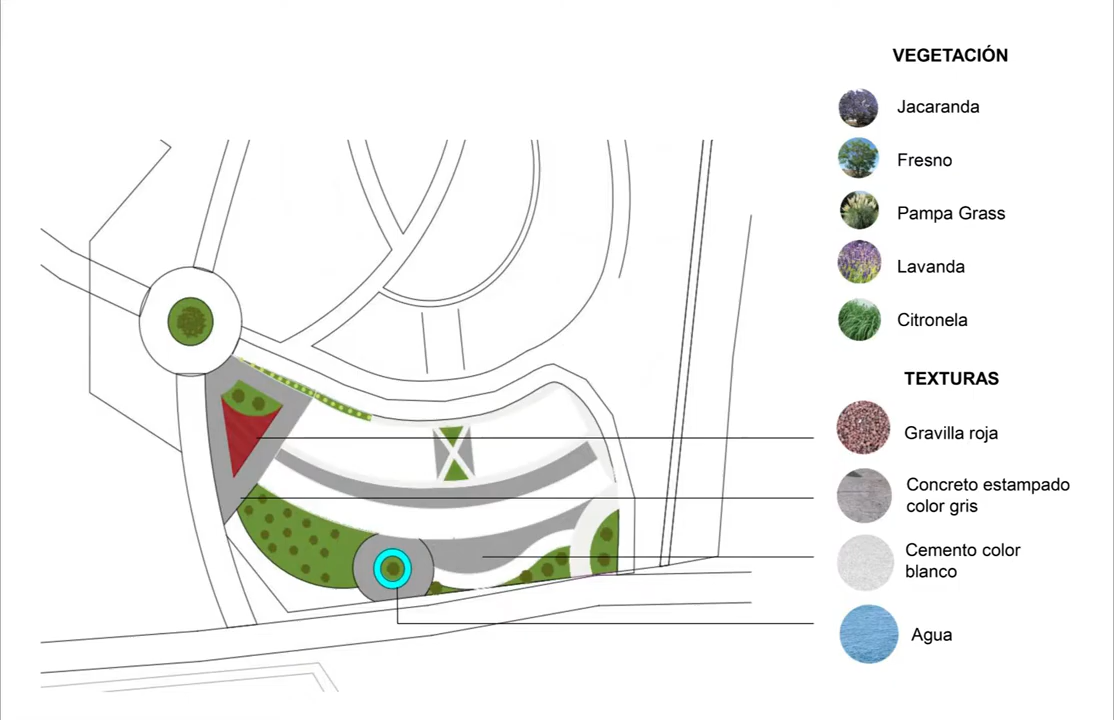 VEGETACIÓN
Jacaranda
Fresno
Pampa Grass
Lavanda
Citronela
TEXTURAS
Gravilla roja
Concreto estampado
color gris
Cemento color
blanco
Agua